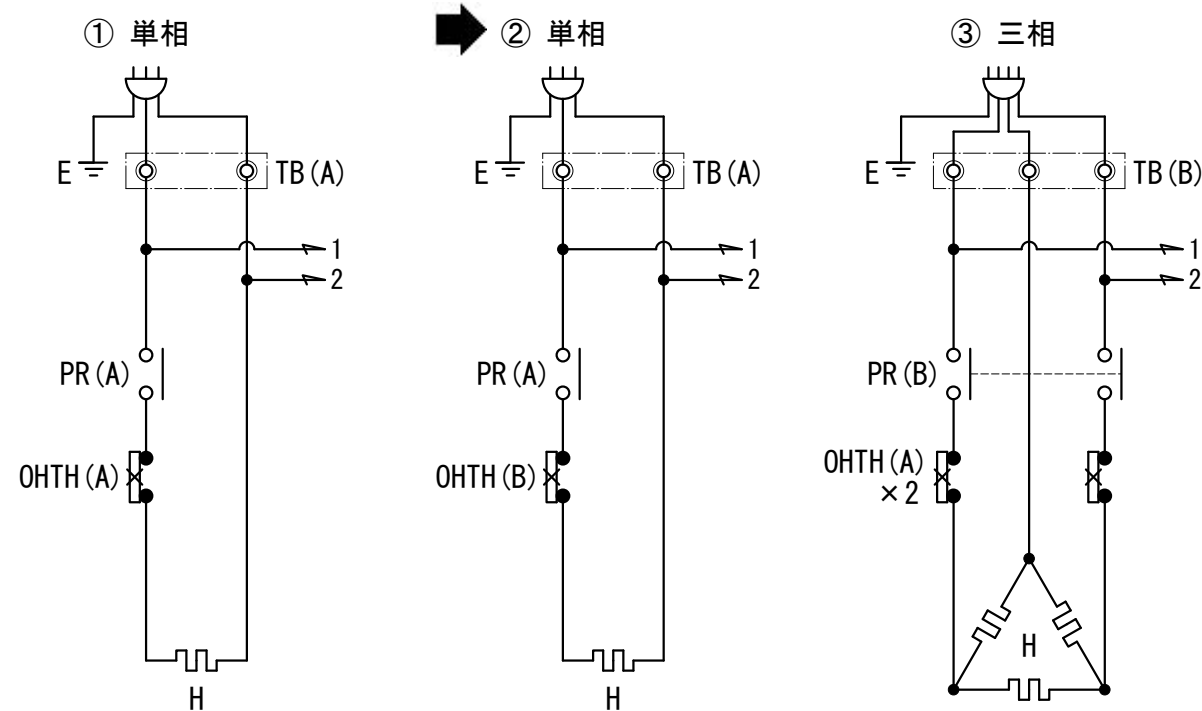 ① 単相
E
TB(A)
1
2
PR(A)
OHTH(A)
H
② 単相
E
TB(A)
1
2
PR(A)
OHTH(B)
H
③ 三相
E
TB(B)
1
2
PR(B)
OHTH(A)
×2
H